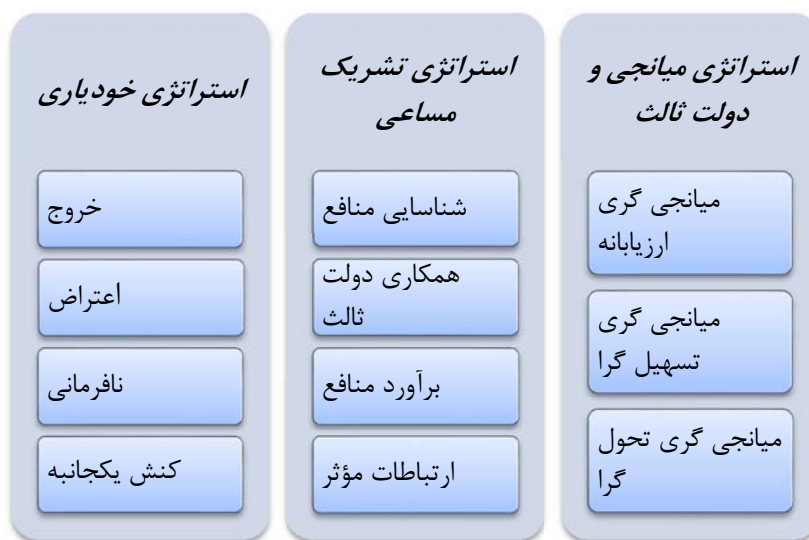 استراتژی میانجی و
دولت ثالث
میانجی گری
ارزیابانه
میانجی گری
تسهیل گرا
میانجی گری تحول
گرا
استراتژی تشریک
مساعی
شناسایی منافع
همکاری دولت
ثالث
برآورد منافع
ارتباطات مؤثر
استراتژی خودیاری
خروج
اعتراض
نافرمانی
کنش یکجانبه